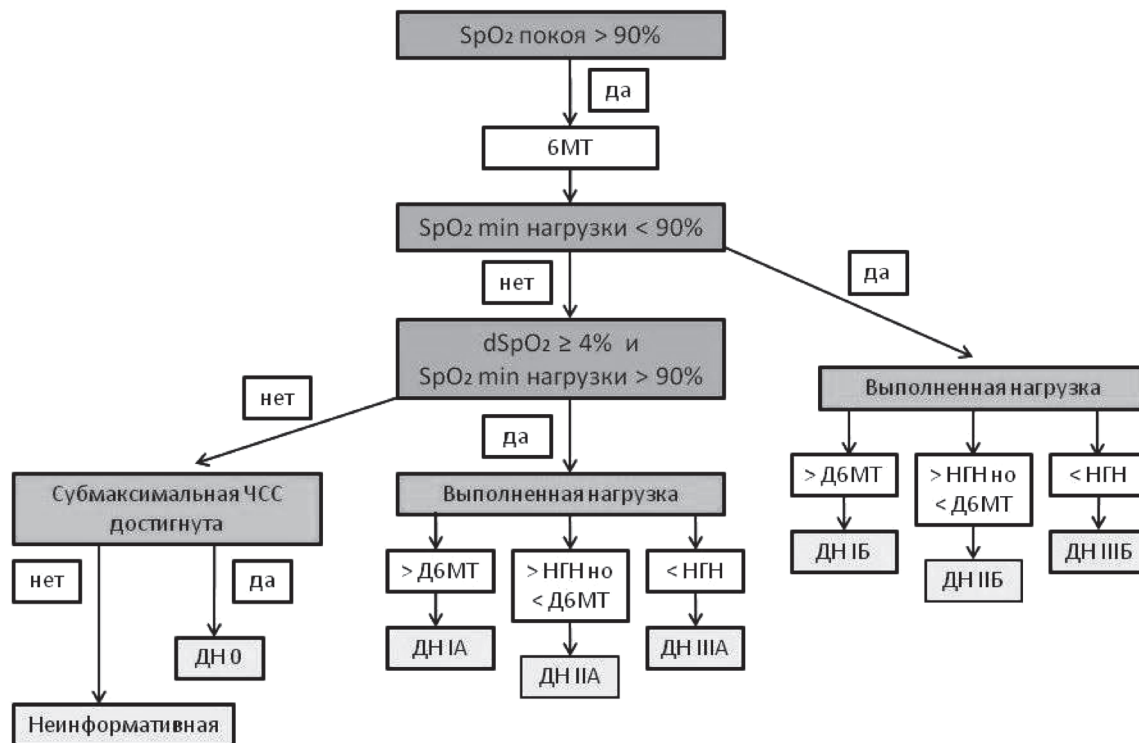 SpO₂ покоя > 90%
да
6МТ
SpO₂ min нагрузки < 90%
нет
да
dSpO₂ ≥ 4% и
SpO₂ min нагрузки > 90%
нет
да
Выполненная нагрузка
> Д6МТ
> НГН но
< Д6МТ
< НГН
ДН IБ
ДН IIБ
ДН IIIБ
Субмаксимальная ЧСС
достигнута
нет
да
ДН 0
Неинформативная
Выполненная нагрузка
> Д6МТ
> НГН но
< Д6МТ
< НГН
ДН IА
ДН IIА
ДН IIIА